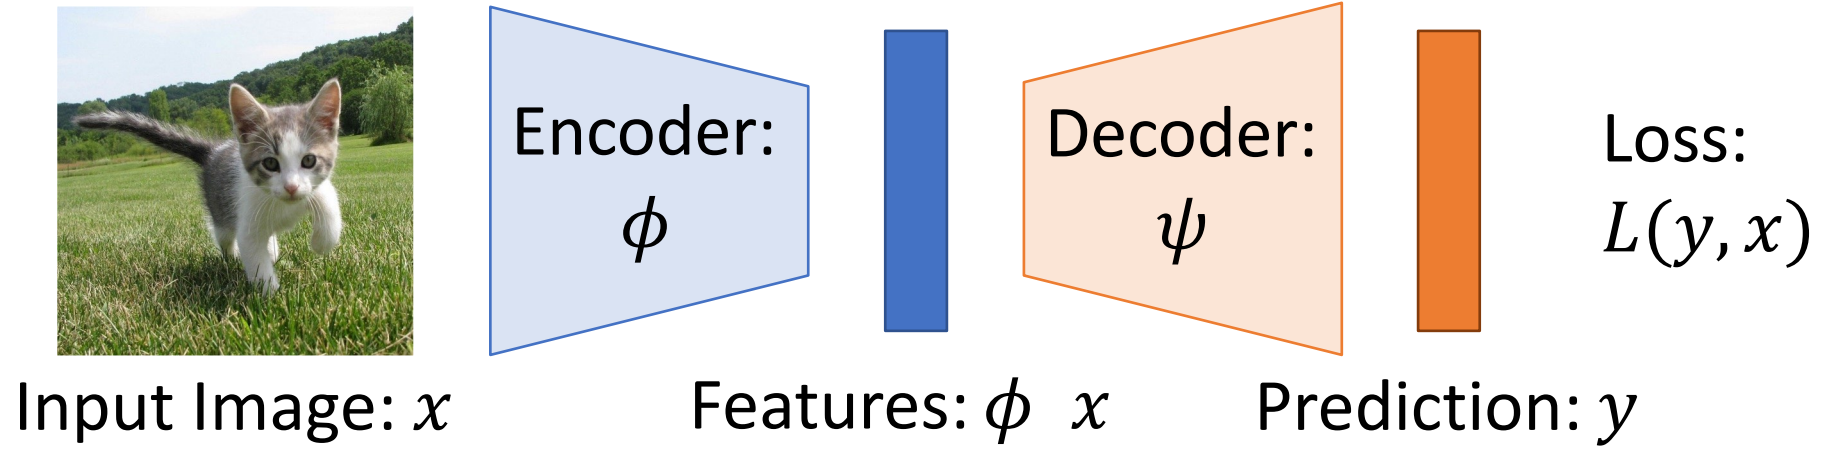 Encoder:
ϕ
Decoder:
ψ
Loss:
L(y, x)
Input Image: x
Features: ϕ x
Prediction: y